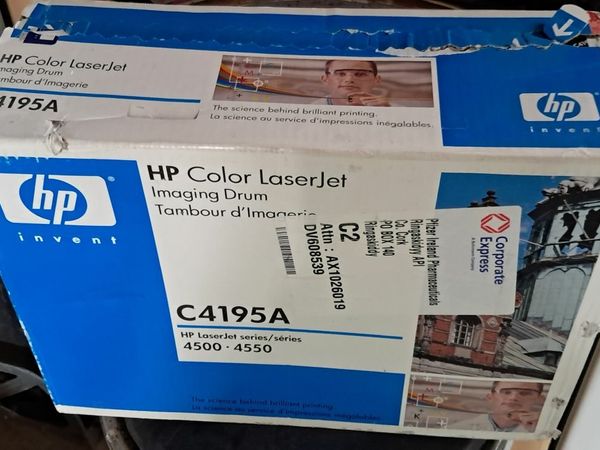 HP Color LaserJet
Imaging Drum
Tambour d'Imagerie
4195A
The science behind brilliant printing.
La science au service d'impressions inégalables.
hp
invent
hp
invent
HP Color LaserJet
Imaging Drum
Tambour d'Imagerie
C4195A
HP LaserJet series/séries
4500 · 4550
The science behind brilliant printing.
La science au service d'impressions inégalables.
Corporate
Express
Pfizer Ireland Pharmaceuticals
Ringaskiddy API
Co. Cork
PO BOX 140
Ringaskiddy
C2
Attn : AX1026019
DV608539